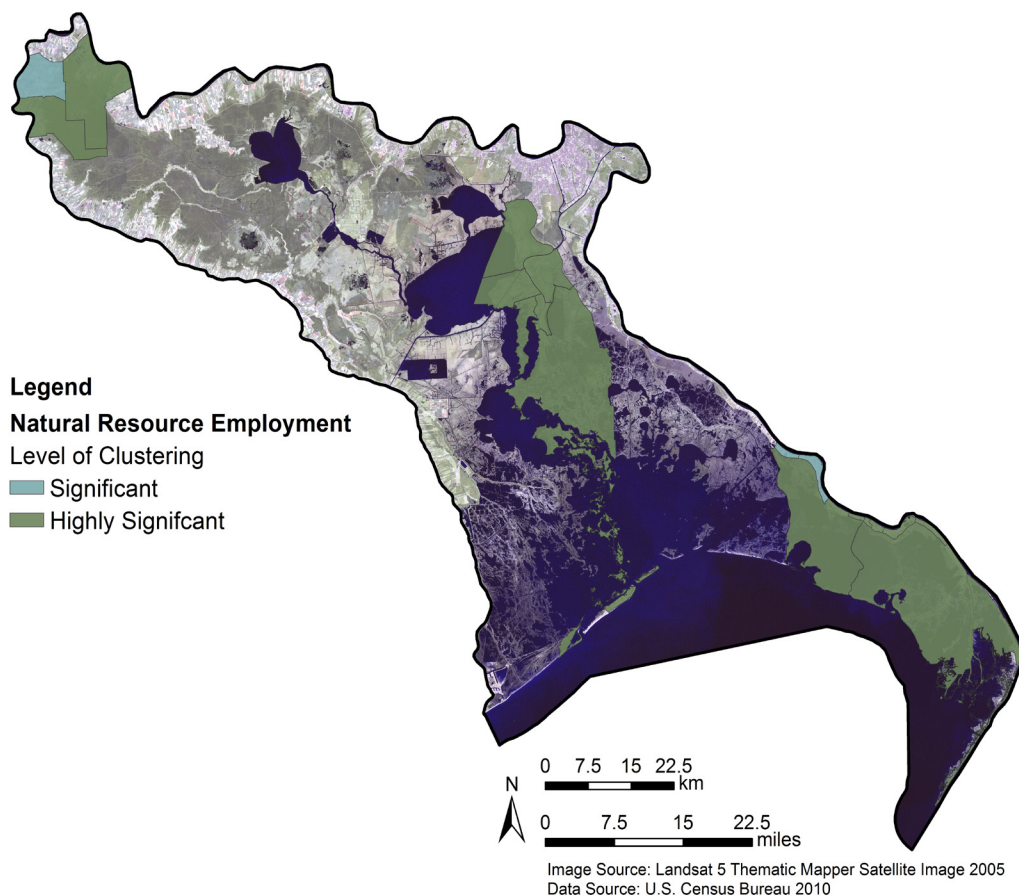 Legend
Natural Resource Employment
Level of Clustering
Significant
Highly Signifcant
N
0 7.5 15 22.5
km
0 7.5 15 22.5
miles
Image Source: Landsat 5 Thematic Mapper Satellite Image 2005
Data Source: U.S. Census Bureau 2010